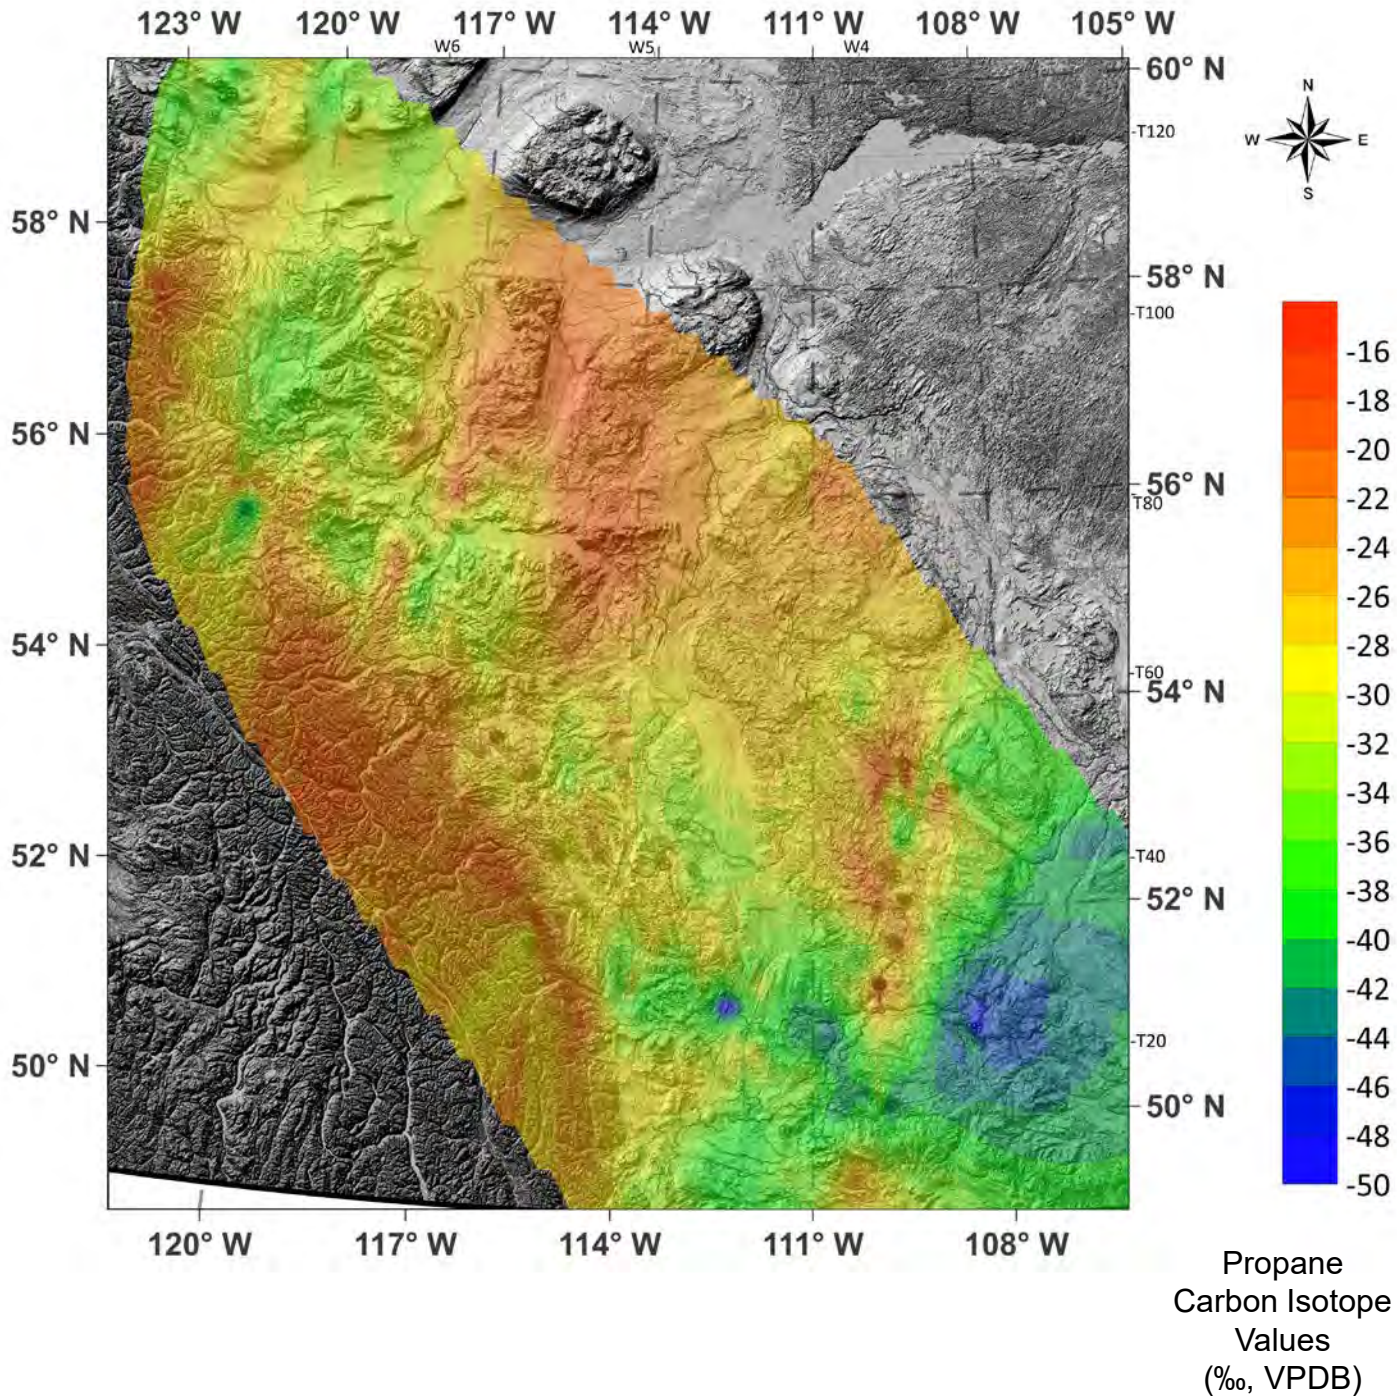 123° W 120° W 117° W 114° W 111° W 108° W 105° W
W6 W5 W4
60° N
N
-T120
W E
S
58° N
58° N
-T100
-16
-18
56° N
-20
56° N
T80
-22
-24
-26
54° N
-28
-T60
54° N
-30
-32
-34
52° N
-T40
-36
52° N
-38
-40
-42
-T20
-44
50° N
-46
50° N
-48
-50
120° W 117° W 114° W 111° W 108° W
Propane
Carbon Isotope
Values
(‰, VPDB)